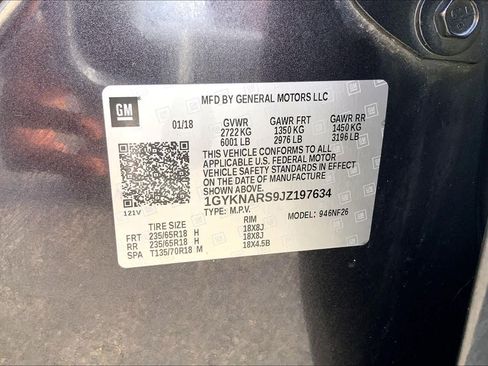 GM
MFD BY GENERAL MOTORS LLC
01/18 GVWR GAWR FRT GAWR RR
2722 KG 1350 KG 1450 KG
6001 LB 2976 LB 3196 LB
THIS VEHICLE CONFORMS TO ALL
APPLICABLE U.S. FEDERAL MOTOR
VEHICLE SAFETY STANDARDS IN EFFECT
ON THE DATE OF MANUFACTURE
SHOWN ABOVE.
1GYKNARS9JZ197634
121V TYPE: M.P.V. MODEL: 946NF26
TIRE SIZE RIM
FRT 235/65R18 H 18X8J
RR 235/65R18 H 18X8J
SPA T135/70R18 M 18X4.5B